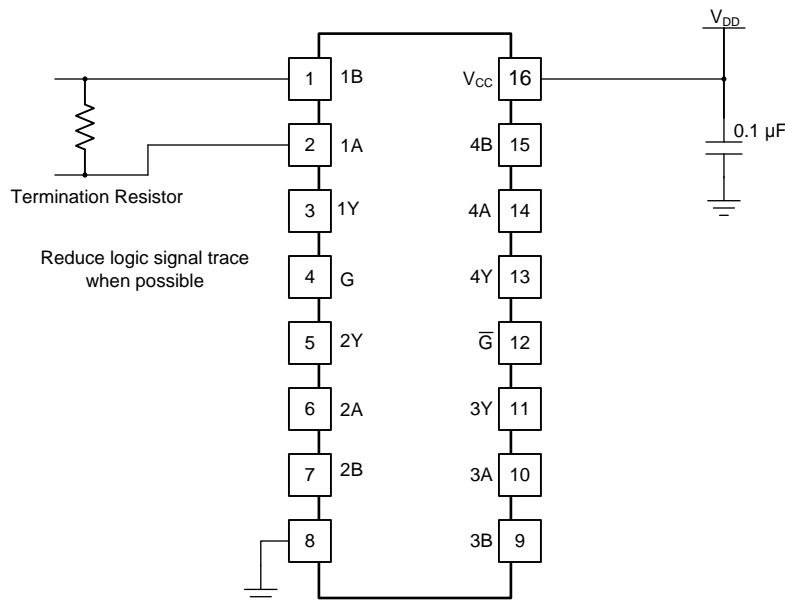 V_DD
1 1B V_CC 16
0.1 µF
2 1A 4B 15
Termination Resistor
3 1Y 4A 14
Reduce logic signal trace
when possible
4 G 4Y 13
5 2Y G̅ 12
6 2A 3Y 11
7 2B 3A 10
8 3B 9